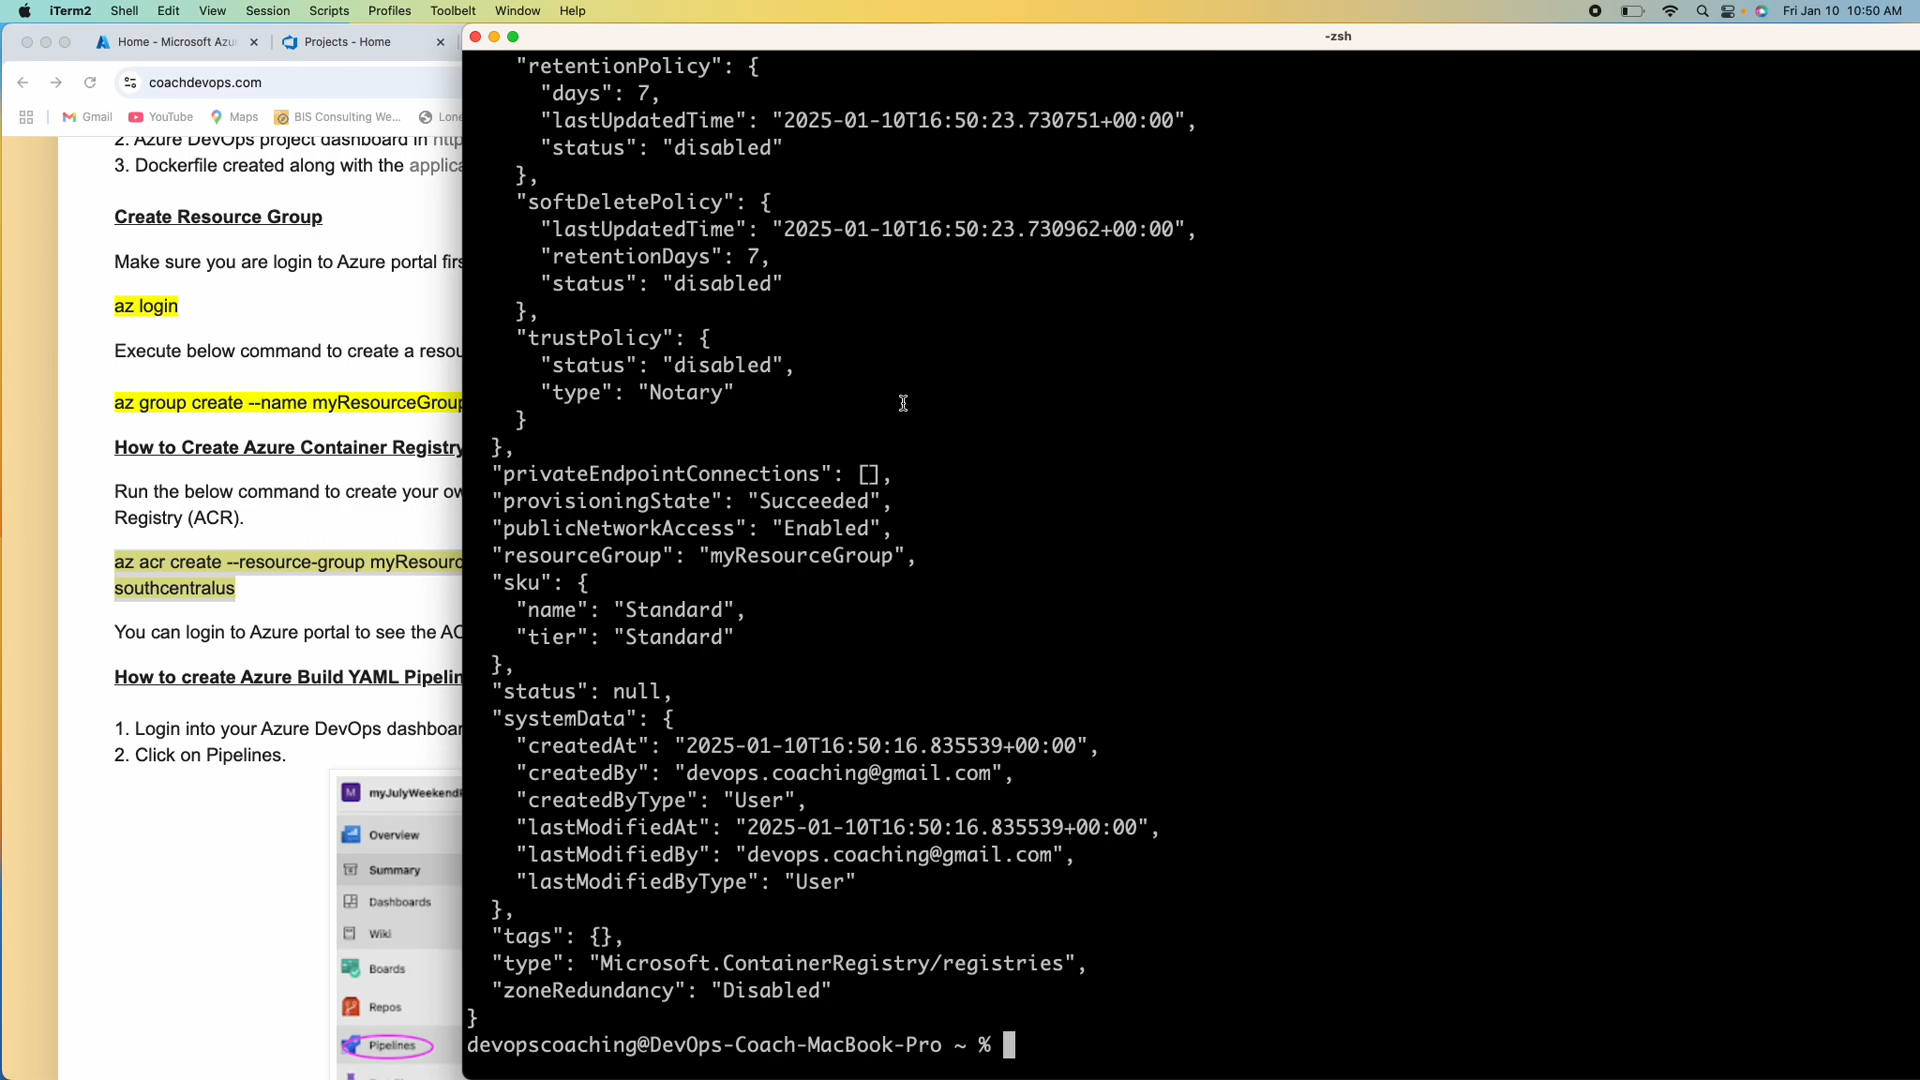 iTerm2 Shell Edit View Session Scripts Profiles Toolbelt Window Help Fri Jan 10 10:50 AM
Home - Microsoft Azu Projects - Home
-zsh
coachdevops.com
Gmail YouTube Maps BIS Consulting We...
2. Azure DevOps project dashboard in
3. Dockerfile created along with the
Create Resource Group
Make sure you are login to Azure portal
az login
Execute below command to create a
az group create --name myResourceGroup
How to Create Azure Container Registry
Run the below command to create your
Registry (ACR).
az acr create --resource-group
southcentralus
You can login to Azure portal to see the
How to create Azure Build YAML
1. Login into your Azure DevOps
2. Click on Pipelines.
M
Overview
Summary
Dashboards
Wiki
Boards
Repos
Pipelines
"retentionPolicy": {
"days": 7,
"lastUpdatedTime": "2025-01-10T16:50:23.730751+00:00",
"status": "disabled"
},
"softDeletePolicy": {
"lastUpdatedTime": "2025-01-10T16:50:23.730962+00:00",
"retentionDays": 7,
"status": "disabled"
},
"trustPolicy": {
"status": "disabled",
"type": "Notary"
}
},
"privateEndpointConnections": [],
"provisioningState": "Succeeded",
"publicNetworkAccess": "Enabled",
"resourceGroup": "myResourceGroup",
"sku": {
"name": "Standard",
"tier": "Standard"
},
"status": null,
"systemData": {
"createdAt": "2025-01-10T16:50:16.835539+00:00",
"createdBy": "devops.coaching@gmail.com",
"createdByType": "User",
"lastModifiedAt": "2025-01-10T16:50:16.835539+00:00",
"lastModifiedBy": "devops.coaching@gmail.com",
"lastModifiedByType": "User"
},
"tags": {},
"type": "Microsoft.ContainerRegistry/registries",
"zoneRedundancy": "Disabled"
}
devopscoaching@DevOps-Coach-MacBook-Pro ~ %